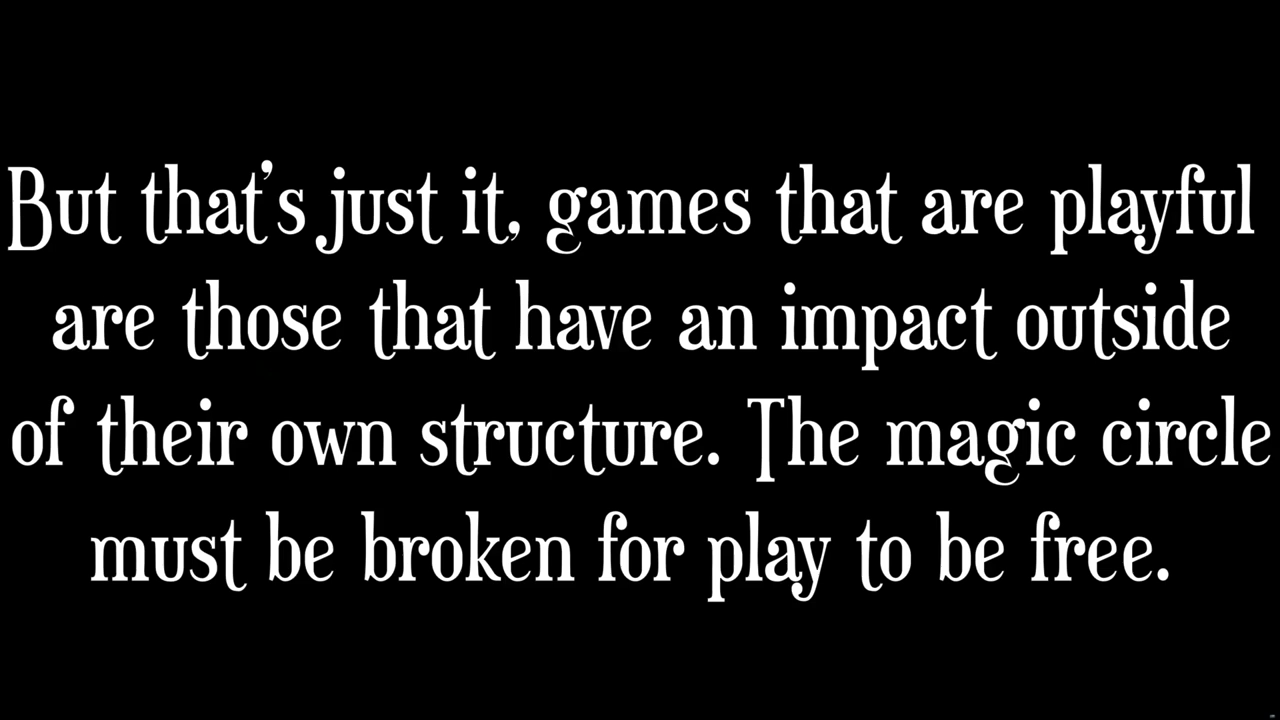 But that's just it, games that are playful
are those that have an impact outside
of their own structure. The magic circle
must be broken for play to be free.